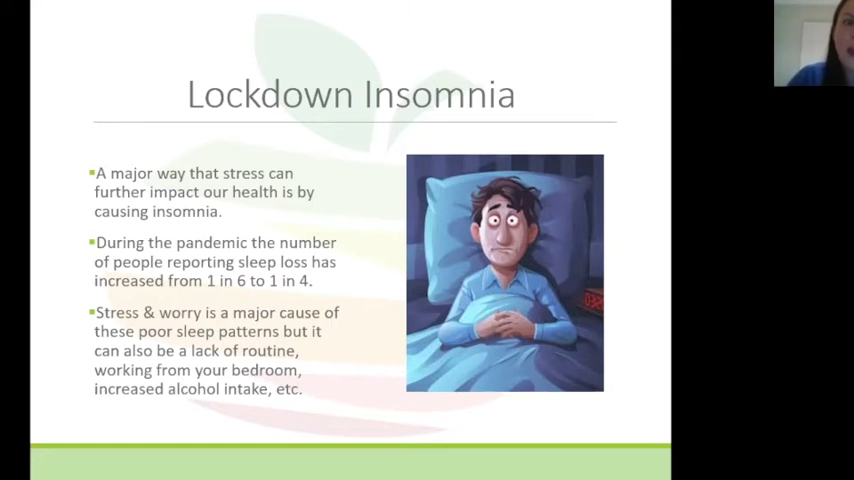 Lockdown Insomnia
▪A major way that stress can
further impact our health is by
causing insomnia.
▪During the pandemic the number
of people reporting sleep loss has
increased from 1 in 6 to 1 in 4.
▪Stress & worry is a major cause of
these poor sleep patterns but it
can also be a lack of routine,
working from your bedroom,
increased alcohol intake, etc.